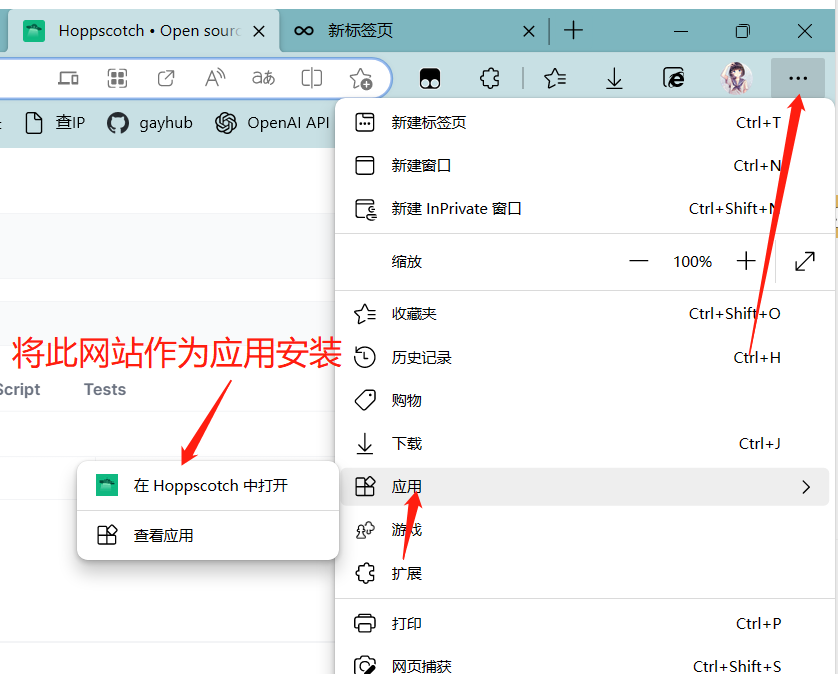 Hoppscotch • Open sourc
新标签页
aあ
查IP
gayhub
OpenAI API
新建标签页 Ctrl+T
新建窗口 Ctrl+N
新建 InPrivate 窗口 Ctrl+Shift+N
缩放 100%
收藏夹 Ctrl+Shift+O
将此网站作为应用安装
历史记录 Ctrl+H
Script Tests
购物
下载 Ctrl+J
在 Hoppscotch 中打开
应用
查看应用
游戏
扩展
打印 Ctrl+P
网页捕获 Ctrl+Shift+S